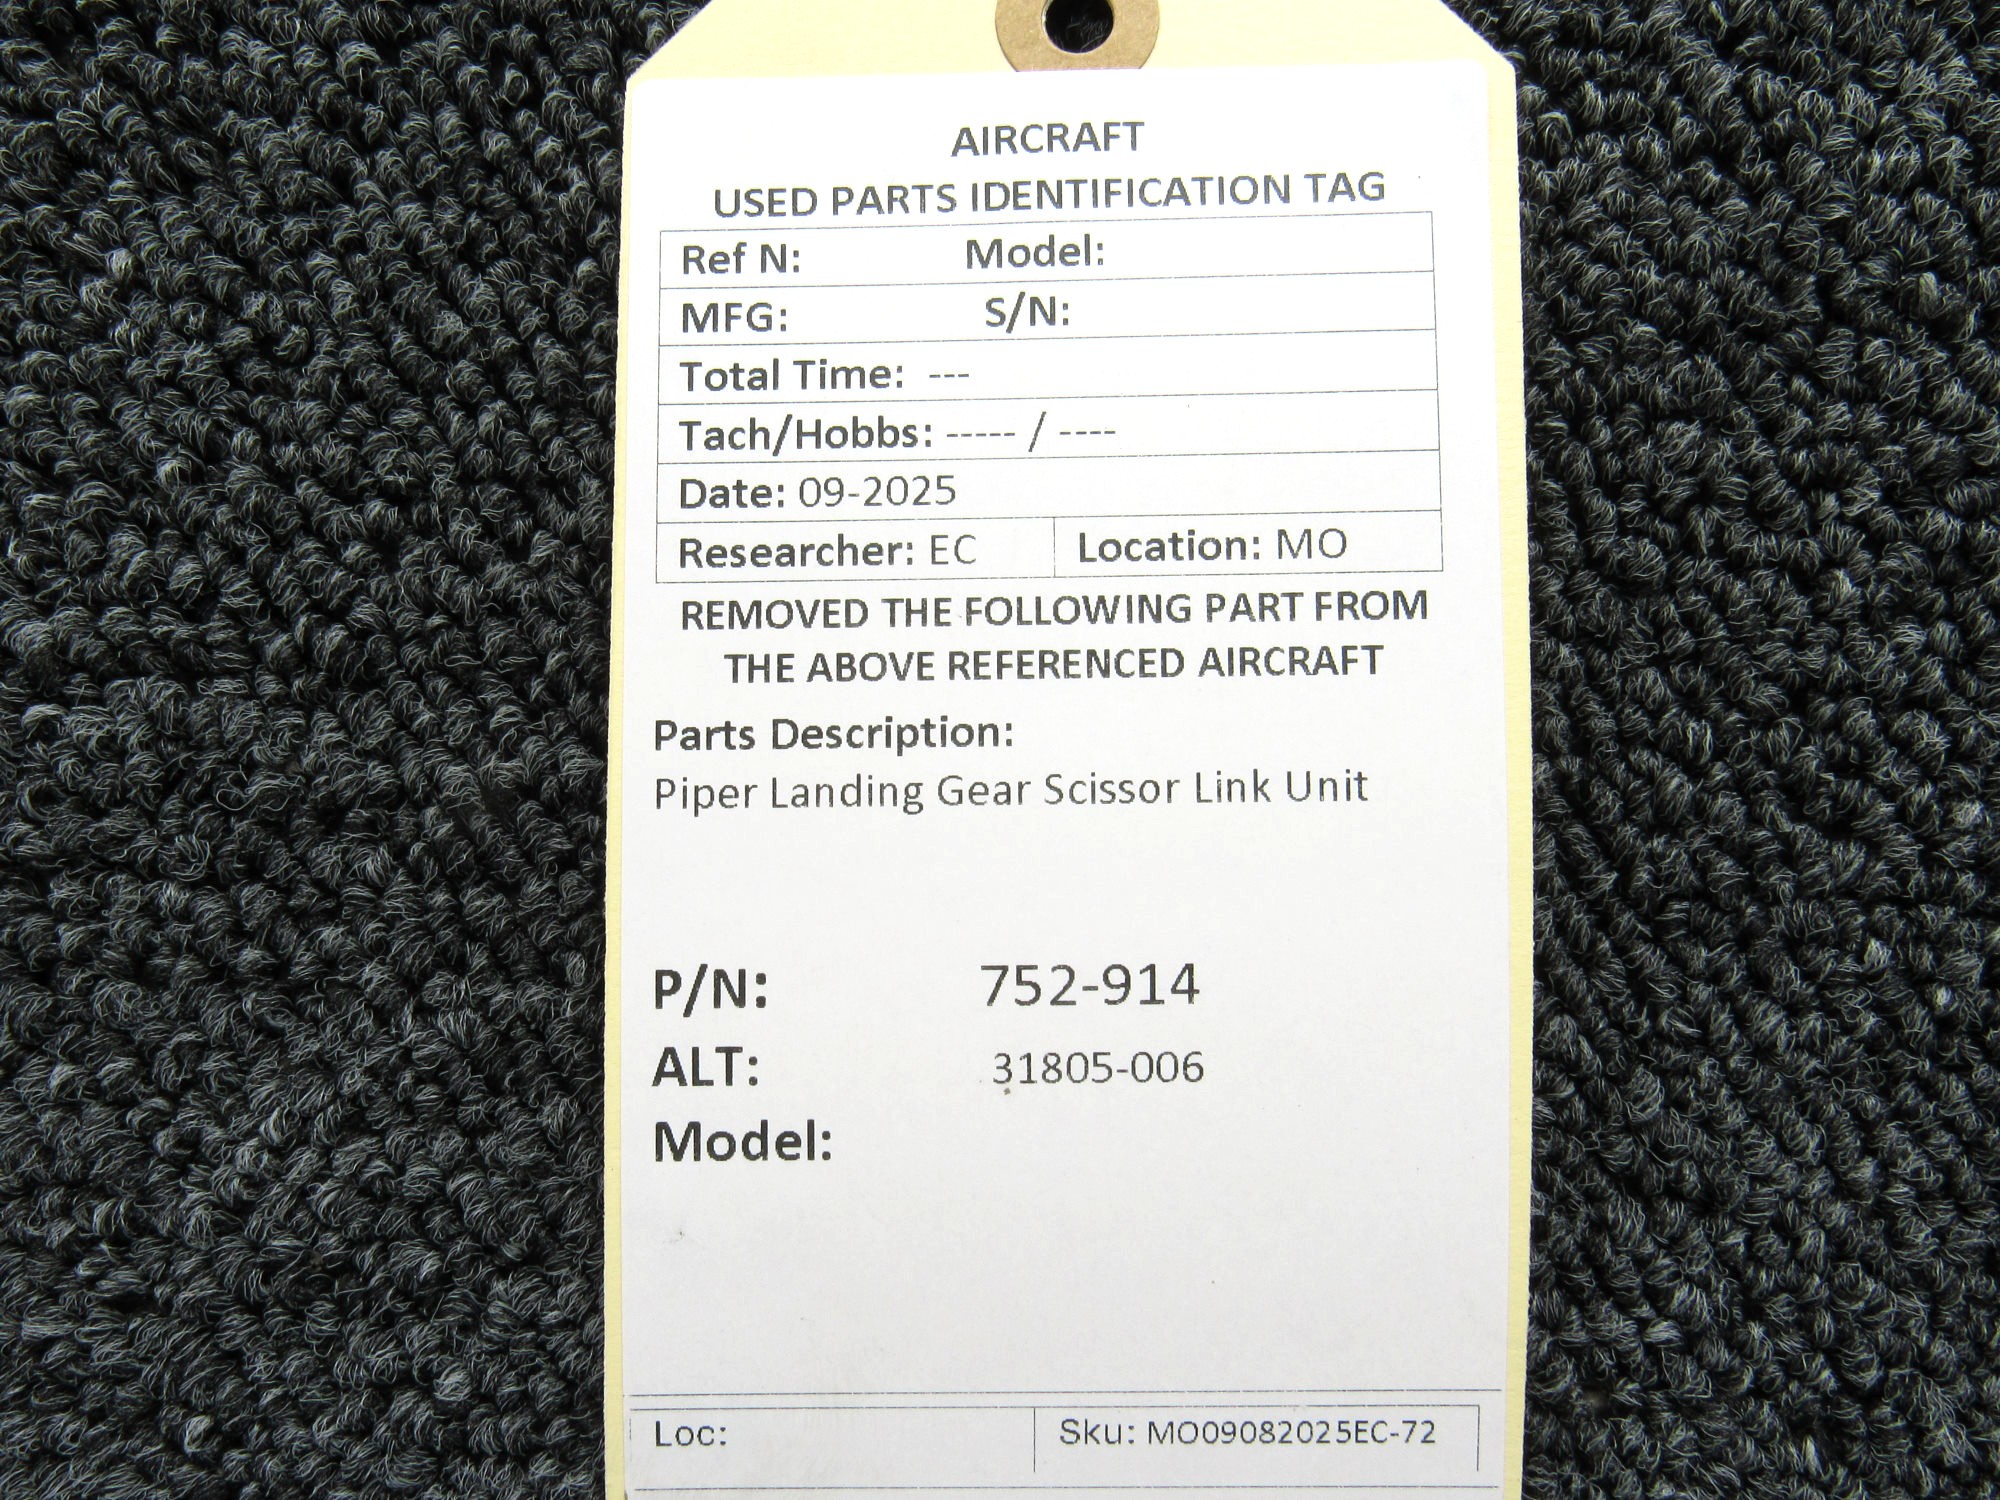 AIRCRAFT
USED PARTS IDENTIFICATION TAG
Ref N: Model:
MFG: S/N:
Total Time: ---
Tach/Hobbs: ----- / ----
Date: 09-2025
Researcher: EC Location: MO
REMOVED THE FOLLOWING PART FROM
THE ABOVE REFERENCED AIRCRAFT
Parts Description:
Piper Landing Gear Scissor Link Unit
P/N: 752-914
ALT: 31805-006
Model:
Loc: Sku: MO09082025EC-72